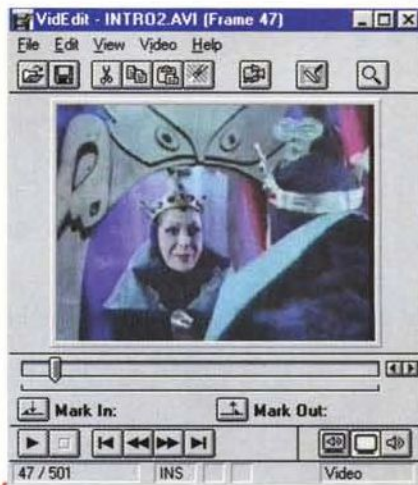 VidEdit - INTRO2.AVI (Frame 47)
File Edit View Video Help
Mark In: Mark Out:
47 / 501 INS Video